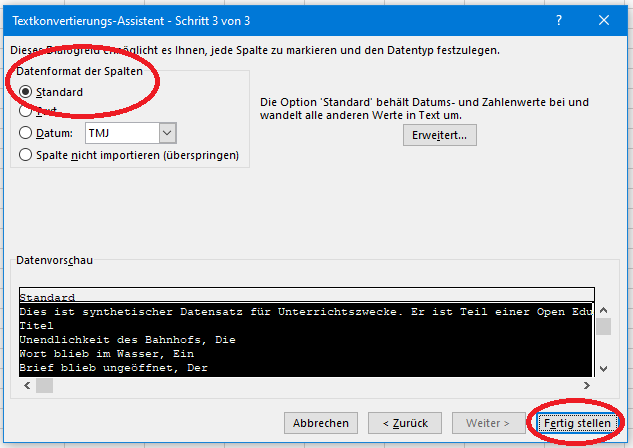 Textkonvertierungs-Assistent - Schritt 3 von 3
Dieses Dialogfeld ermöglicht es Ihnen, jede Spalte zu markieren und den Datentyp festzulegen.
Datenformat der Spalten
Standard
Text
Datum: TMJ
Spalte nicht importieren (überspringen)
Die Option 'Standard' behält Datums- und Zahlenwerte bei und
wandelt alle anderen Werte in Text um.
Erweitert...
Datenvorschau
Standard
Dies ist synthetischer Datensatz für Unterrichtszwecke. Er ist Teil einer Open Edu
Titel
Unendlichkeit des Bahnhofs, Die
Wort blieb im Wasser, Ein
Brief blieb ungeöffnet, Der
Abbrechen < Zurück Weiter > Fertig stellen